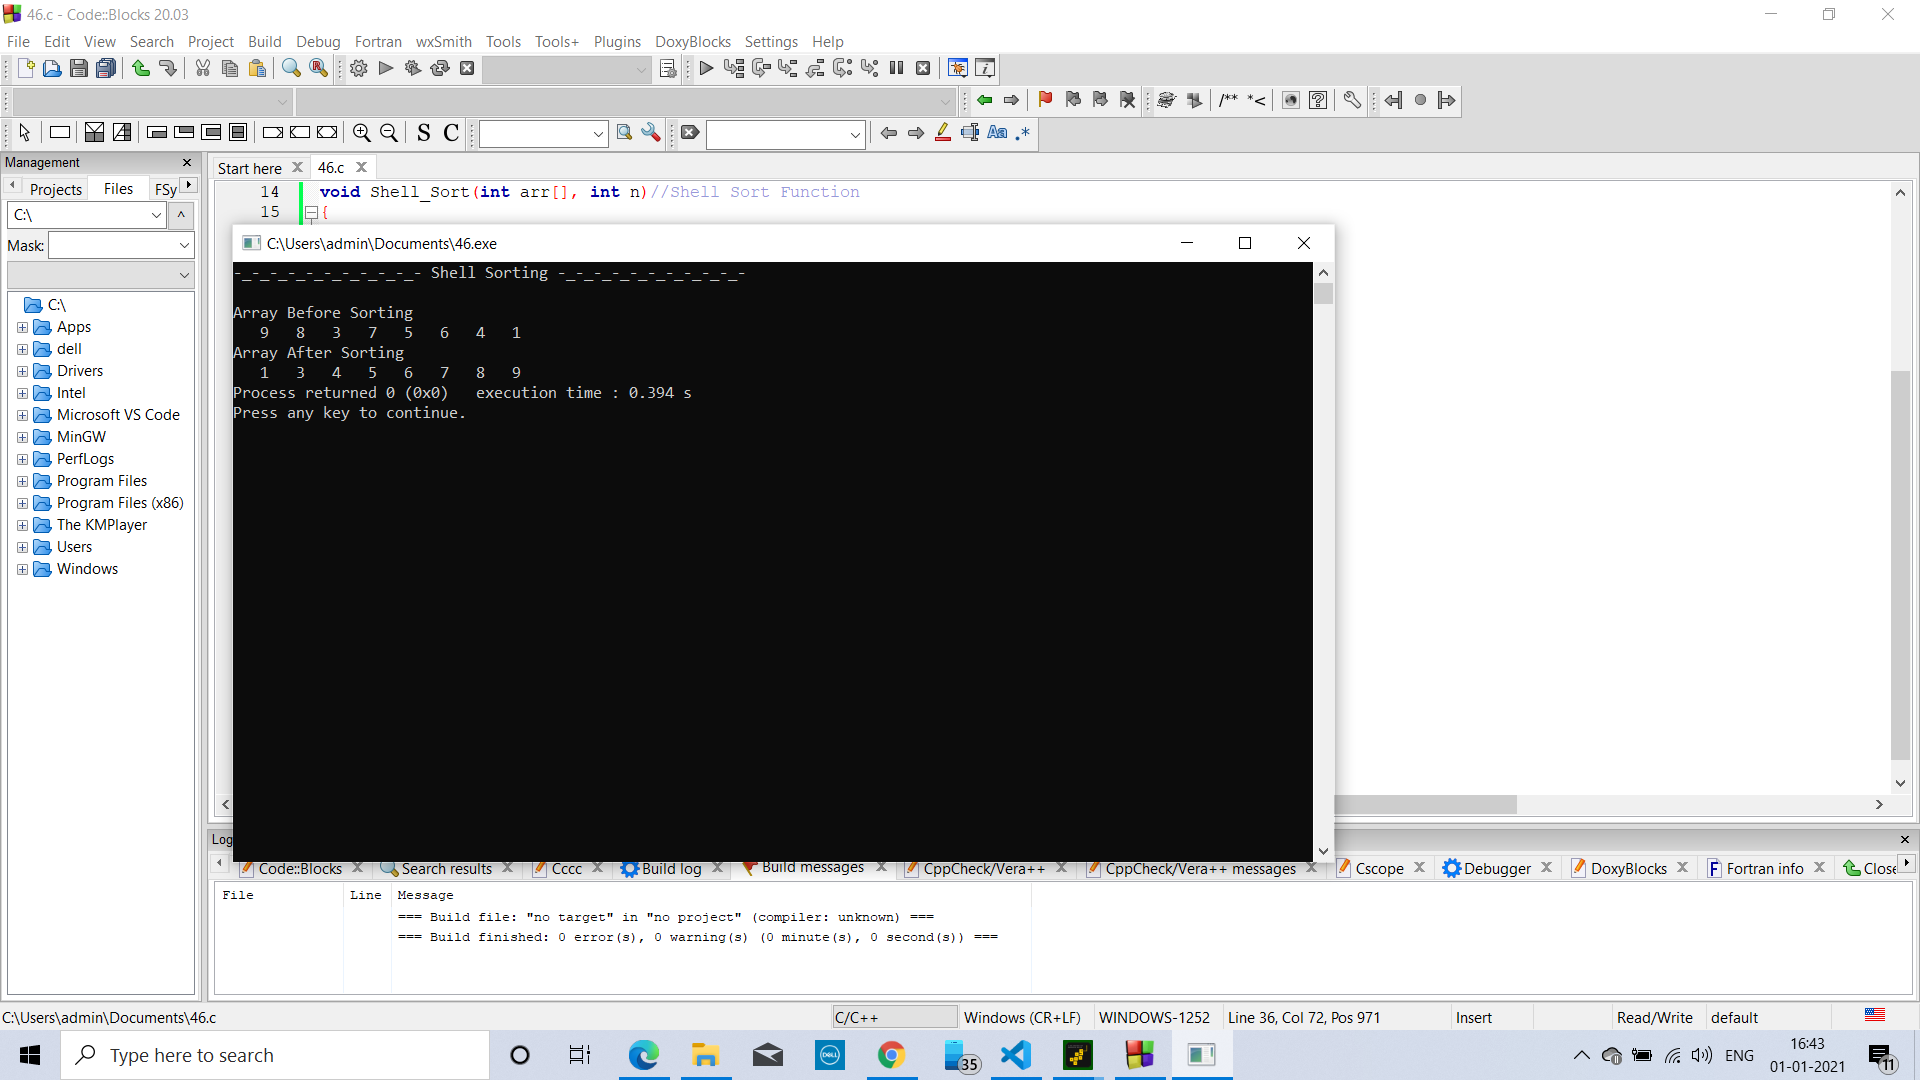 46.c - Code::Blocks 20.03
File Edit View Search Project Build Debug Fortran wxSmith Tools Tools+ Plugins DoxyBlocks Settings Help
/** *<
S C
Aa .*
Management
Start here 46.c
Projects Files FSy
14 void Shell_Sort(int arr[], int n)//Shell Sort Function
15 {
C:\
Mask:
C:\
Apps
dell
Drivers
Intel
Microsoft VS Code
MinGW
PerfLogs
Program Files
Program Files (x86)
The KMPlayer
Users
Windows
C:\Users\admin\Documents\46.exe
-_-_-_-_-_-_-_-_-_-_- Shell Sorting -_-_-_-_-_-_-_-_-_-_-
Array Before Sorting
9 8 3 7 5 6 4 1
Array After Sorting
1 3 4 5 6 7 8 9
Process returned 0 (0x0) execution time : 0.394 s
Press any key to continue.
Log
Code::Blocks Search results Cccc Build log Build messages CppCheck/Vera++ CppCheck/Vera++ messages Cscope Debugger DoxyBlocks Fortran info Close
File Line Message
=== Build file: "no target" in "no project" (compiler: unknown) ===
=== Build finished: 0 error(s), 0 warning(s) (0 minute(s), 0 second(s)) ===
C:\Users\admin\Documents\46.c C/C++ Windows (CR+LF) WINDOWS-1252 Line 36, Col 72, Pos 971 Insert Read/Write default
Type here to search
DELL
35
ENG
16:43
01-01-2021
11